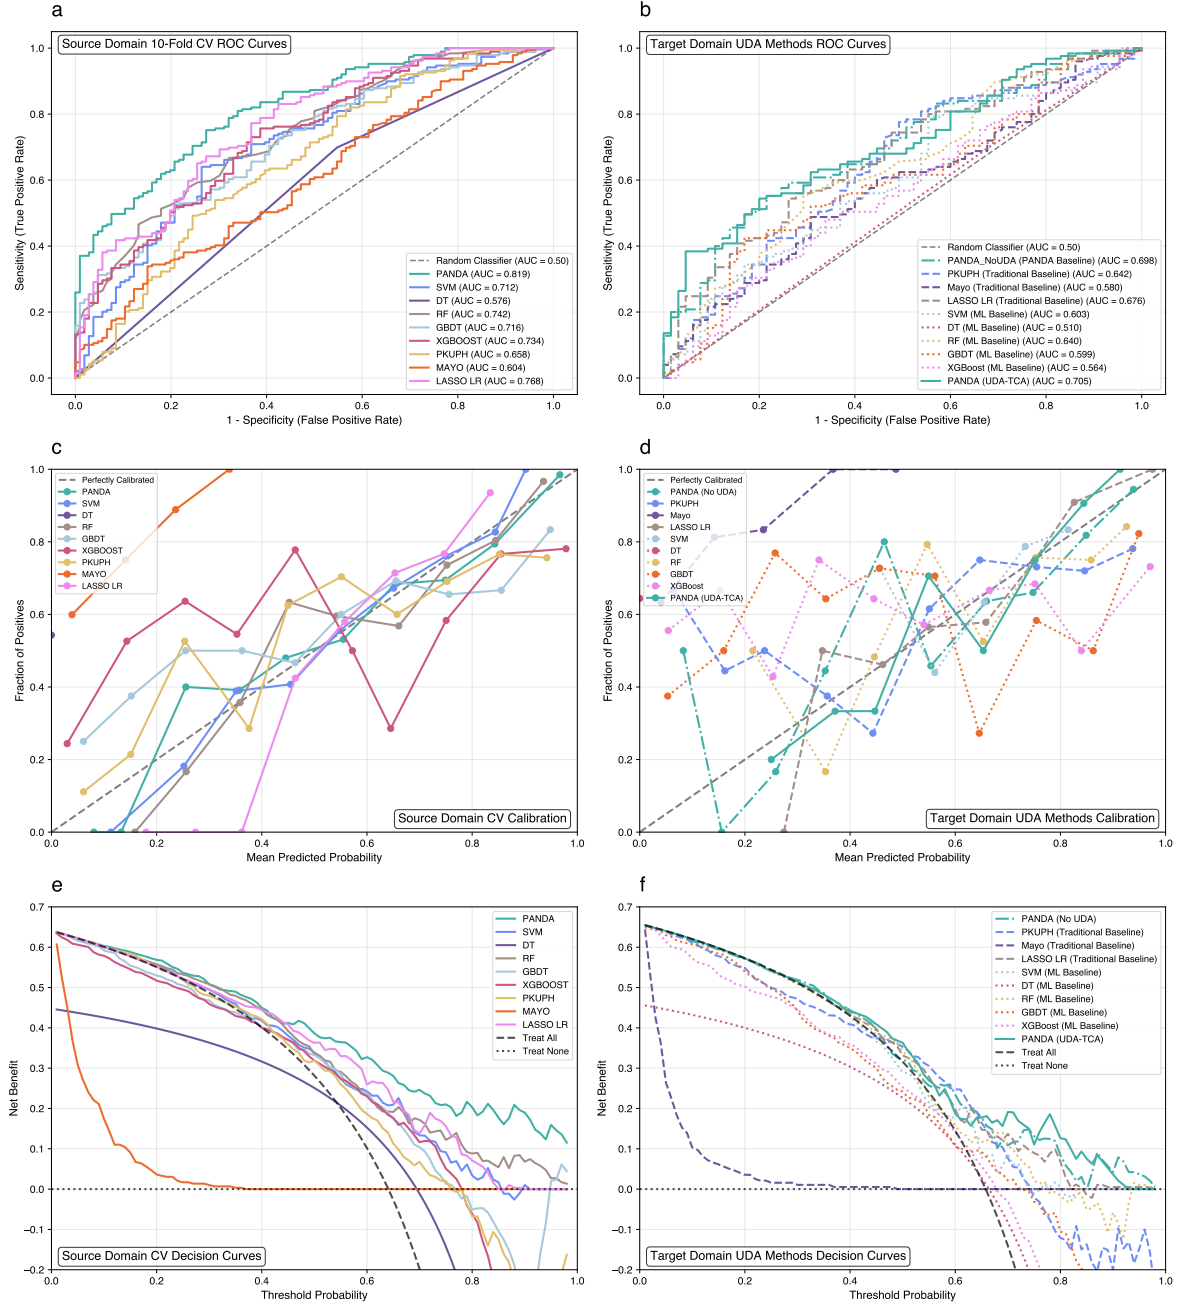 a
Source Domain 10-Fold CV ROC Curves
1.0
0.8
0.6
0.4
0.2
0.0
Sensitivity (True Positive Rate)
Random Classifier (AUC = 0.50)
PANDA (AUC = 0.819)
SVM (AUC = 0.712)
DT (AUC = 0.576)
RF (AUC = 0.742)
GBDT (AUC = 0.716)
XGBOOST (AUC = 0.734)
PKUPH (AUC = 0.658)
MAYO (AUC = 0.604)
LASSO LR (AUC = 0.768)
0.0 0.2 0.4 0.6 0.8 1.0
1 - Specificity (False Positive Rate)
b
Target Domain UDA Methods ROC Curves
1.0
0.8
0.6
0.4
0.2
0.0
Sensitivity (True Positive Rate)
Random Classifier (AUC = 0.50)
PANDA_NoUDA (PANDA Baseline) (AUC = 0.698)
PKUPH (Traditional Baseline) (AUC = 0.642)
Mayo (Traditional Baseline) (AUC = 0.580)
LASSO LR (Traditional Baseline) (AUC = 0.676)
SVM (ML Baseline) (AUC = 0.603)
DT (ML Baseline) (AUC = 0.510)
RF (ML Baseline) (AUC = 0.640)
GBDT (ML Baseline) (AUC = 0.599)
XGBoost (ML Baseline) (AUC = 0.564)
PANDA (UDA-TCA) (AUC = 0.705)
0.0 0.2 0.4 0.6 0.8 1.0
1 - Specificity (False Positive Rate)
c
1.0
0.8
0.6
0.4
0.2
0.0
Fraction of Positives
Perfectly Calibrated
PANDA
SVM
DT
RF
GBDT
XGBOOST
PKUPH
MAYO
LASSO LR
Source Domain CV Calibration
0.0 0.2 0.4 0.6 0.8 1.0
Mean Predicted Probability
d
1.0
0.8
0.6
0.4
0.2
0.0
Fraction of Positives
Perfectly Calibrated
PANDA (No UDA)
PKUPH
Mayo
LASSO LR
SVM
DT
RF
GBDT
XGBoost
PANDA (UDA-TCA)
Target Domain UDA Methods Calibration
0.0 0.2 0.4 0.6 0.8 1.0
Mean Predicted Probability
e
0.7
0.6
0.5
0.4
0.3
0.2
0.1
0.0
−0.1
−0.2
Net Benefit
PANDA
SVM
DT
RF
GBDT
XGBOOST
PKUPH
MAYO
LASSO LR
Treat All
Treat None
Source Domain CV Decision Curves
0.0 0.2 0.4 0.6 0.8 1.0
Threshold Probability
f
0.7
0.6
0.5
0.4
0.3
0.2
0.1
0.0
−0.1
−0.2
Net Benefit
PANDA (No UDA)
PKUPH (Traditional Baseline)
Mayo (Traditional Baseline)
LASSO LR (Traditional Baseline)
SVM (ML Baseline)
DT (ML Baseline)
RF (ML Baseline)
GBDT (ML Baseline)
XGBoost (ML Baseline)
PANDA (UDA-TCA)
Treat All
Treat None
Target Domain UDA Methods Decision Curves
0.0 0.2 0.4 0.6 0.8 1.0
Threshold Probability